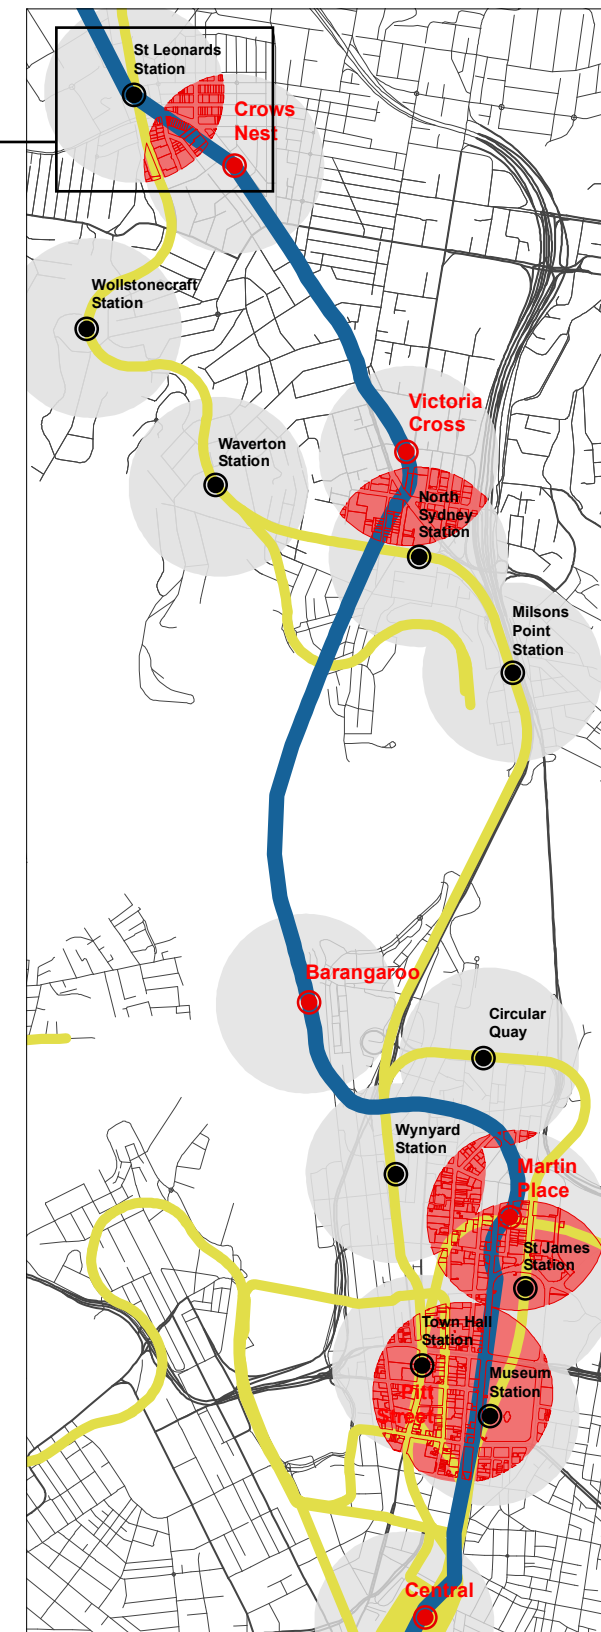 St Leonards
Station
Crows
Nest
Wollstonecraft
Station
Victoria
Cross
Waverton
Station
North
Sydney
Station
Milsons
Point
Station
Barangaroo
Circular
Quay
Wynyard
Station
Martin
Place
St James
Station
Town Hall
Station
Museum
Station
Pitt
Street
Central